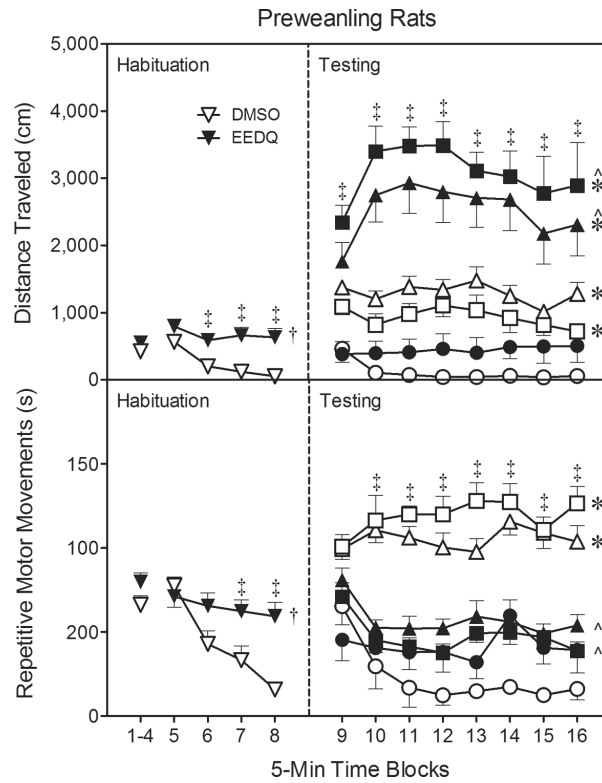 Preweanling Rats
5,000
4,000
3,000
2,000
1,000
0
Distance Traveled (cm)
Habituation
Testing
DMSO
EEDQ
‡ ‡ ‡ †
‡ ‡ ‡ ‡ ‡ ‡ ‡ ‡
^
*
^
*
*
*
150
100
200
0
Repetitive Motor Movements (s)
Habituation
Testing
‡ ‡ †
‡ ‡ ‡ ‡ ‡ ‡ ‡
*
*
^
^
1-4 5 6 7 8 9 10 11 12 13 14 15 16
5-Min Time Blocks